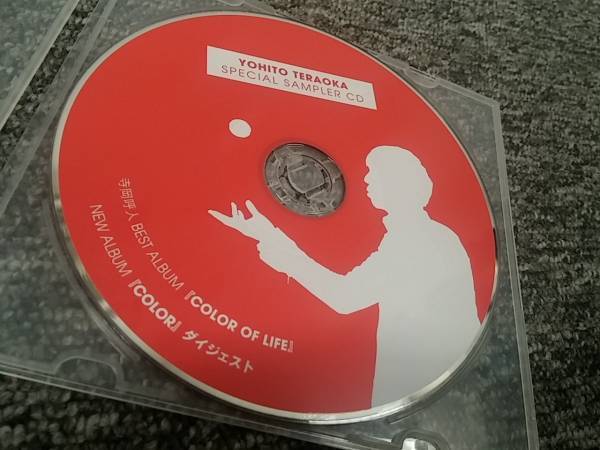 YOHITO TERAOKA
SPECIAL SAMPLER CD
寺岡呼人 BEST ALBUM 『COLOR OF LIFE』
NEW ALBUM 『COLOR』 ダイジェスト